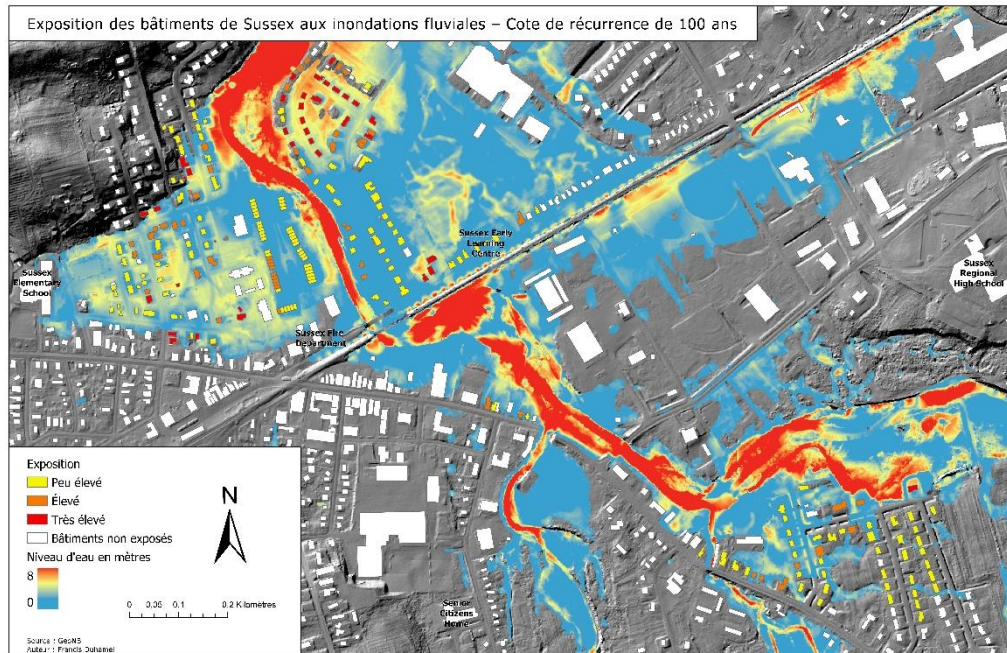 Exposition des bâtiments de Sussex aux inondations fluviales – Cote de récurrence de 100 ans
Sussex Early
Learning
Centre
Sussex
Elementary
School
Sussex
Regional
High School
Sussex Fire
Department
Exposition
Peu élevé
Élevé
Très élevé
Bâtiments non exposés
Niveau d'eau en mètres
8
0
N
0 0,05 0.1 0.2 Kilomètres
Senior
Citizens
Home
Source : GeoNB
Auteur : Francis Duhamel